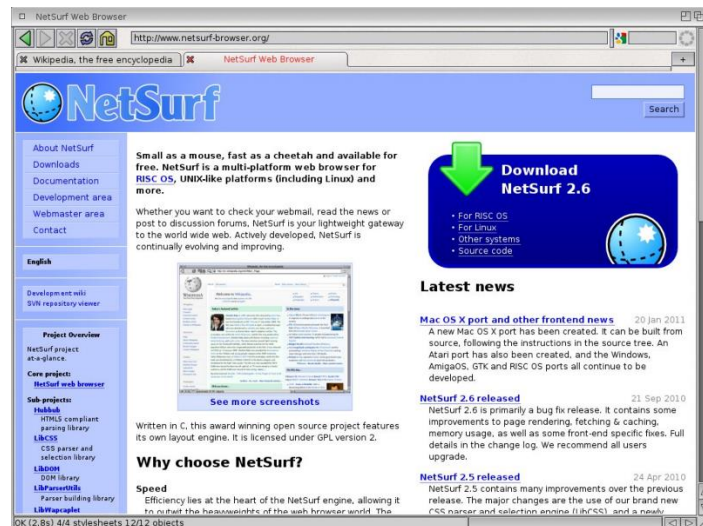 NetSurf Web Browser
http://www.netsurf-browser.org/
Wikipedia, the free encyclopedia
NetSurf Web Browser
+
NetSurf
Search
About NetSurf
Downloads
Documentation
Development area
Webmaster area
Contact
English
Development wiki
SVN repository viewer
Project Overview
NetSurf project
at-a-glance.
Core project:
NetSurf web browser
Sub-projects:
Hubbub
HTML5 compliant
parsing library
LibCSS
CSS parser and
selection library
LibDOM
DOM library
LibParserUtils
Parser building library
LibWapcaplet
Small as a mouse, fast as a cheetah and available for
free. NetSurf is a multi-platform web browser for
RISC OS, UNIX-like platforms (including Linux) and
more.
Whether you want to check your webmail, read the news or
post to discussion forums, NetSurf is your lightweight gateway
to the world wide web. Actively developed, NetSurf is
continually evolving and improving.
See more screenshots
Written in C, this award winning open source project features
its own layout engine. It is licensed under GPL version 2.
Why choose NetSurf?
Speed
Efficiency lies at the heart of the NetSurf engine, allowing it
to outwit the heavyweights of the web browser world. The
Download
NetSurf 2.6
• For RISC OS
• For Linux
• Other systems
• Source code
Latest news
Mac OS X port and other frontend news 20 Jan 2011
A new Mac OS X port has been created. It can be built from
source, following the instructions in the source tree. An
Atari port has also been created, and the Windows,
AmigaOS, GTK and RISC OS ports all continue to be
developed.
NetSurf 2.6 released 21 Sep 2010
NetSurf 2.6 is primarily a bug fix release. It contains some
improvements to page rendering, fetching & caching,
memory usage, as well as some front-end specific fixes. Full
details in the change log. We recommend all users
upgrade.
NetSurf 2.5 released 24 Apr 2010
NetSurf 2.5 contains many improvements over the previous
release. The major changes are the use of our brand new
CSS parser and selection engine (LibCSS), and a newly
OK (2.8s) 4/4 stylesheets 12/12 objects